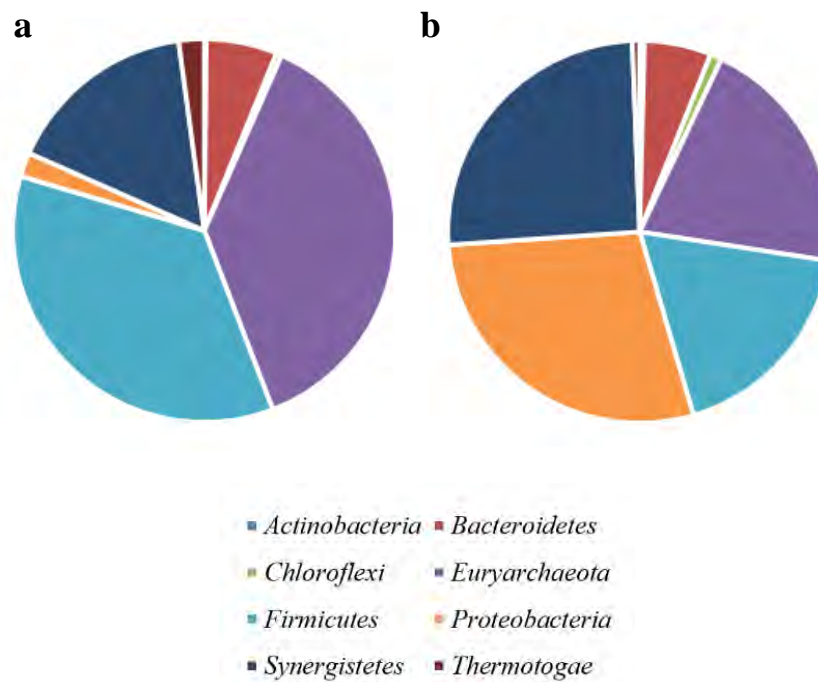 a b
Actinobacteria Bacteroidetes
Chloroflexi Euryarchaeota
Firmicutes Proteobacteria
Synergistetes Thermotogae